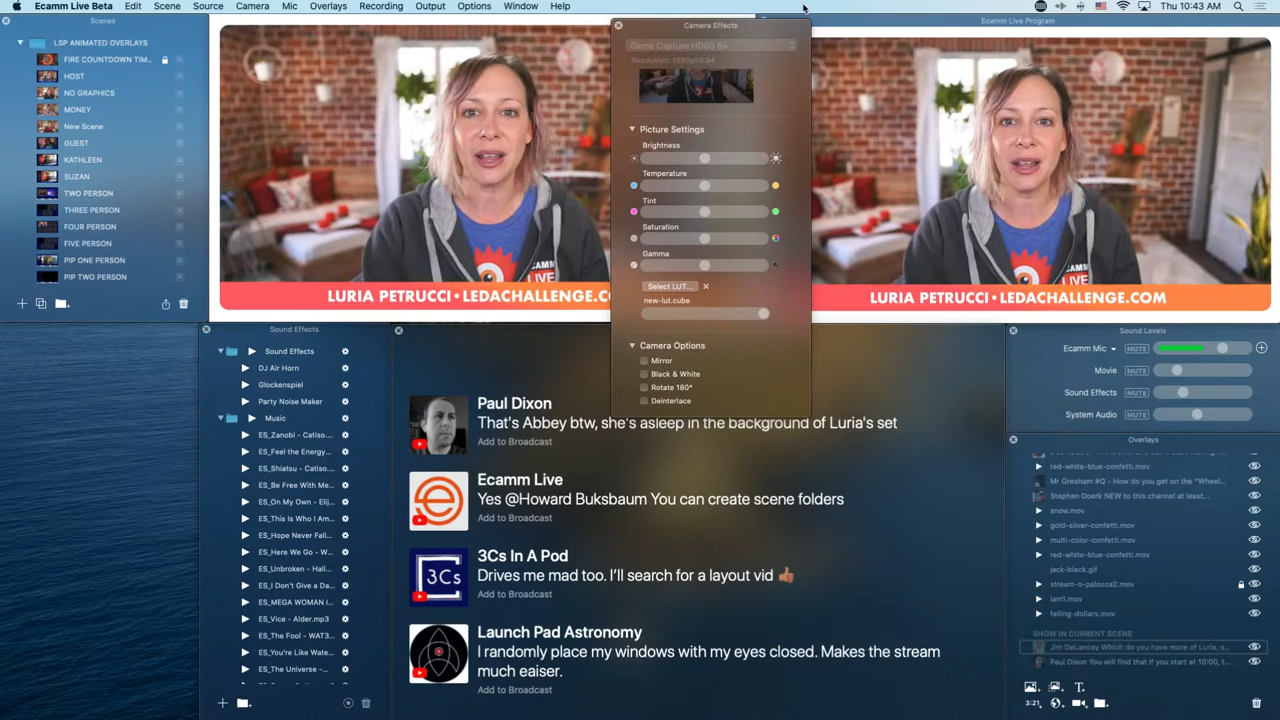 Ecamm Live Beta Edit Scene Source Camera Mic Overlays Recording Output Options Window Help
Thu 10:43 AM
Scenes
LSP ANIMATED OVERLAYS
FIRE COUNTDOWN TIM...
HOST
NO GRAPHICS
MONEY
New Scene
GUEST
KATHLEEN
SUZAN
TWO PERSON
THREE PERSON
FOUR PERSON
FIVE PERSON
PIP ONE PERSON
PIP TWO PERSON
LURIA PETRUCCI • LEDACHALLENGE.CO
Camera Effects
Game Capture HD60 S+
Resolution: 1080p59.94
Picture Settings
Brightness
Temperature
Tint
Saturation
Gamma
Select LUT...
new-lut.cube
Camera Options
Mirror
Black & White
Rotate 180°
Deinterlace
Ecamm Live Program
ECAMM
LIVE
LURIA PETRUCCI • LEDACHALLENGE.COM
Sound Effects
Sound Effects
DJ Air Horn
Glockenspiel
Party Noise Maker
Music
ES_Zanobi - Catiso...
ES_Feel the Energy...
ES_Shiatsu - Catiso...
ES_Be Free With Me...
ES_On My Own - Elij...
ES_This Is Who I Am...
ES_Hope Never Fall...
ES_Here We Go - W...
ES_Unbroken - Hall...
ES_I Don't Give a Da...
ES_MEGA WOMAN I...
ES_Vice - Alder.mp3
ES_The Fool - WAT3...
ES_You're Like Wate...
ES_The Universe -...
Paul Dixon
That's Abbey btw, she's asleep in the background of Luria's set
Add to Broadcast
Ecamm Live
Yes @Howard Buksbaum You can create scene folders
Add to Broadcast
3Cs
3Cs In A Pod
Drives me mad too. I'll search for a layout vid 👍🏽
Add to Broadcast
Launch Pad Astronomy
I randomly place my windows with my eyes closed. Makes the stream
much eaiser.
Add to Broadcast
Sound Levels
Ecamm Mic MUTE
Movie MUTE
Sound Effects MUTE
System Audio MUTE
Overlays
red-white-blue-confetti.mov
Mr Gresham #Q - How do you get on the "Wheel...
Stephen Doerk NEW to this channel at least...
snow.mov
gold-silver-confetti.mov
multi-color-confetti.mov
red-white-blue-confetti.mov
jack-black.gif
stream-o-palooza2.mov
lam1.mov
falling-dollars.mov
SHOW IN CURRENT SCENE
Jim DeLancey Which do you have more of Luria, s...
Paul Dixon You will find that if you start at 10:00, t...
3:21